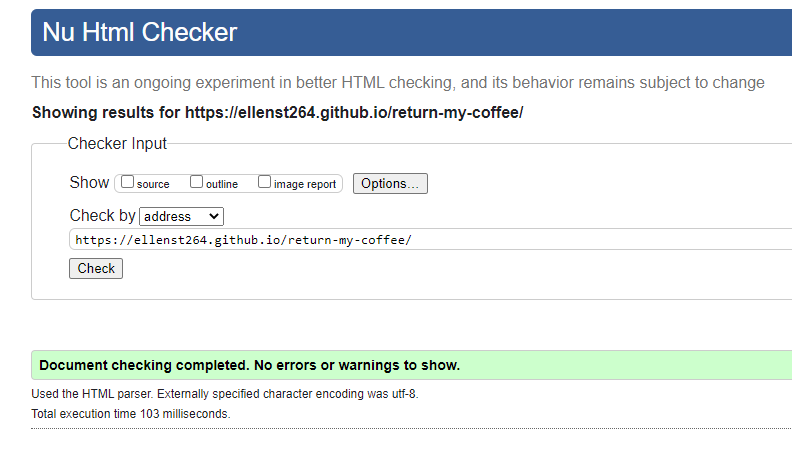 Nu Html Checker
This tool is an ongoing experiment in better HTML checking, and its behavior remains subject to change
Showing results for https://ellenst264.github.io/return-my-coffee/
Checker Input
Show source outline image report Options...
Check by address
https://ellenst264.github.io/return-my-coffee/
Check
Document checking completed. No errors or warnings to show.
Used the HTML parser. Externally specified character encoding was utf-8.
Total execution time 103 milliseconds.